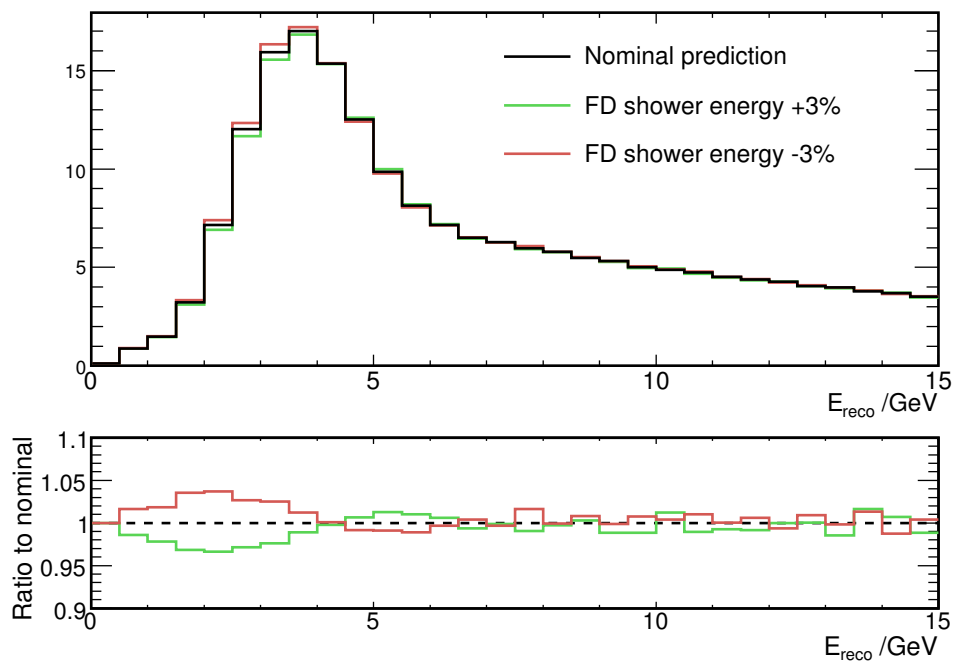 15
10
5
0
Nominal prediction
FD shower energy +3%
FD shower energy -3%
0 5 10 15
E_reco /GeV
Ratio to nominal
1.1
1.05
1
0.95
0.9
0 5 10 15
E_reco /GeV